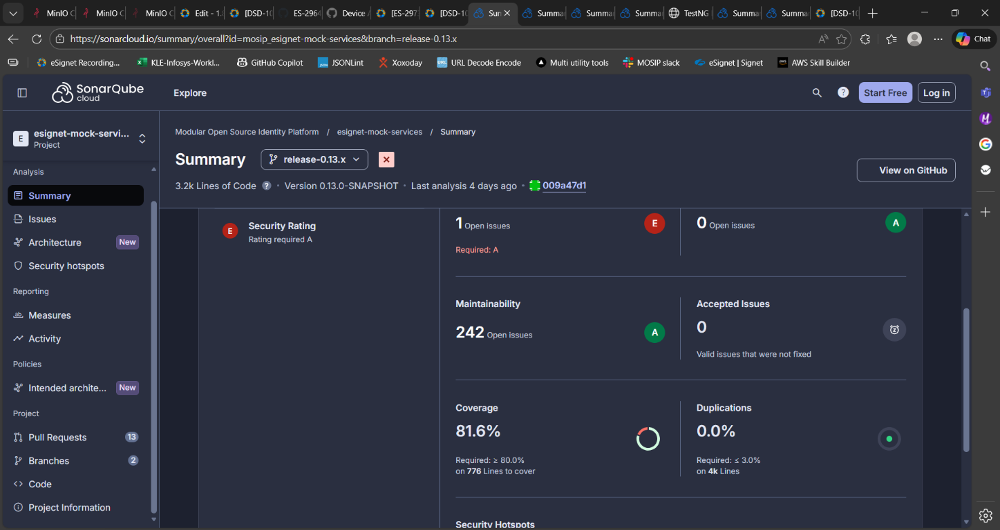 MinIO C
MinIO C
MinIO C
Edit - 1.
[DSD-10
ES-2964
Device /
[ES-297
[DSD-10
Sun
Summa
Summa
Summa
TestNG
Summa
Summa
[DSD-10
https://sonarcloud.io/summary/overall?id=mosip_esignet-mock-services&branch=release-0.13.x
Chat
eSignet Recording...
KLE-Infosys-Workl...
GitHub Copilot
JSONLint
Xoxoday
URL Decode Encode
Multi utility tools
MOSIP slack
eSignet | Signet
AWS Skill Builder
SonarQube
cloud
Explore
Start Free
Log in
E
esignet-mock-servi...
Project
Analysis
Summary
Issues
Architecture
New
Security hotspots
Reporting
Measures
Activity
Policies
Intended archite...
New
Project
Pull Requests
13
Branches
2
Code
Project Information
Modular Open Source Identity Platform / esignet-mock-services / Summary
Summary
release-0.13.x
View on GitHub
3.2k Lines of Code ? · Version 0.13.0-SNAPSHOT · Last analysis 4 days ago · 009a47d1
E
Security Rating
Rating required A
1 Open issues
E
Required: A
0 Open issues
A
Maintainability
242 Open issues
A
Accepted Issues
0
Valid issues that were not fixed
Coverage
81.6%
Required: ≥ 80.0%
on 776 Lines to cover
Duplications
0.0%
Required: ≤ 3.0%
on 4k Lines
Security Hotspots